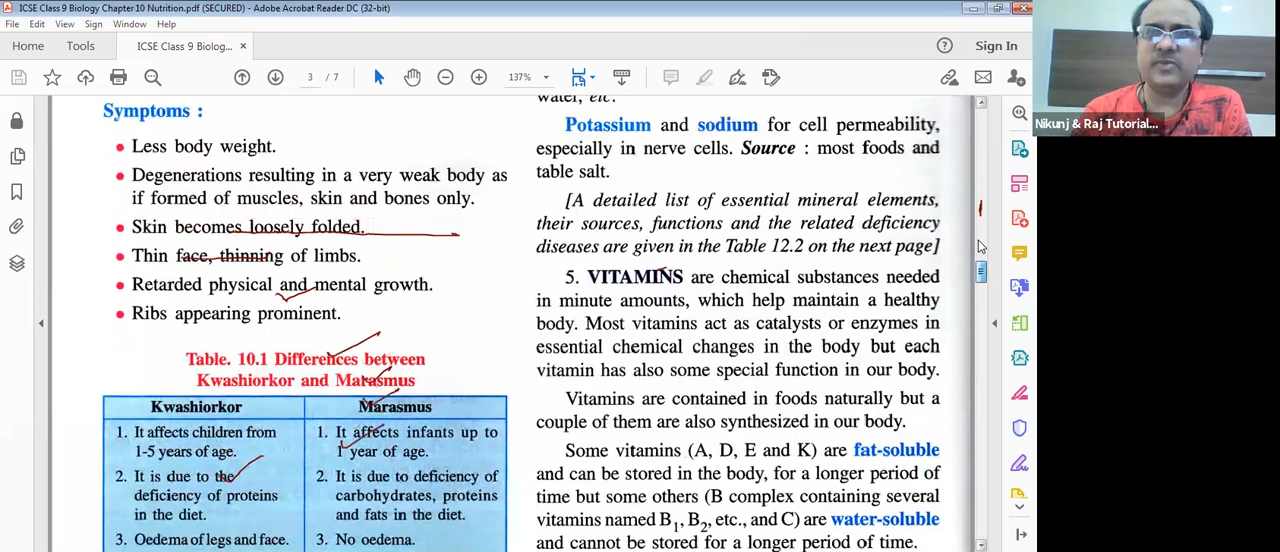 ICSE Class 9 Biology Chapter 10 Nutrition.pdf (SECURED) - Adobe Acrobat Reader DC (32-bit)
File Edit View Sign Window Help
Home Tools ICSE Class 9 Biolog... × Sign In
3 / 7 137%
Symptoms :
• Less body weight.
• Degenerations resulting in a very weak body as
if formed of muscles, skin and bones only.
• Skin becomes loosely folded.
• Thin face, thinning of limbs.
• Retarded physical and mental growth.
• Ribs appearing prominent.
Table. 10.1 Differences between
Kwashiorkor and Marasmus
Kwashiorkor
1. It affects children from
1-5 years of age.
2. It is due to the
deficiency of proteins
in the diet.
3. Oedema of legs and face.
Marasmus
1. It affects infants up to
1 year of age.
2. It is due to deficiency of
carbohydrates, proteins
and fats in the diet.
3. No oedema.
water, etc.
Potassium and sodium for cell permeability,
especially in nerve cells. Source : most foods and
table salt.
[A detailed list of essential mineral elements,
their sources, functions and the related deficiency
diseases are given in the Table 12.2 on the next page]
5. VITAMINS are chemical substances needed
in minute amounts, which help maintain a healthy
body. Most vitamins act as catalysts or enzymes in
essential chemical changes in the body but each
vitamin has also some special function in our body.
Vitamins are contained in foods naturally but a
couple of them are also synthesized in our body.
Some vitamins (A, D, E and K) are fat-soluble
and can be stored in the body, for a longer period of
time but some others (B complex containing several
vitamins named B1, B2, etc., and C) are water-soluble
and cannot be stored for a longer period of time.
Nikunj & Raj Tutorial...